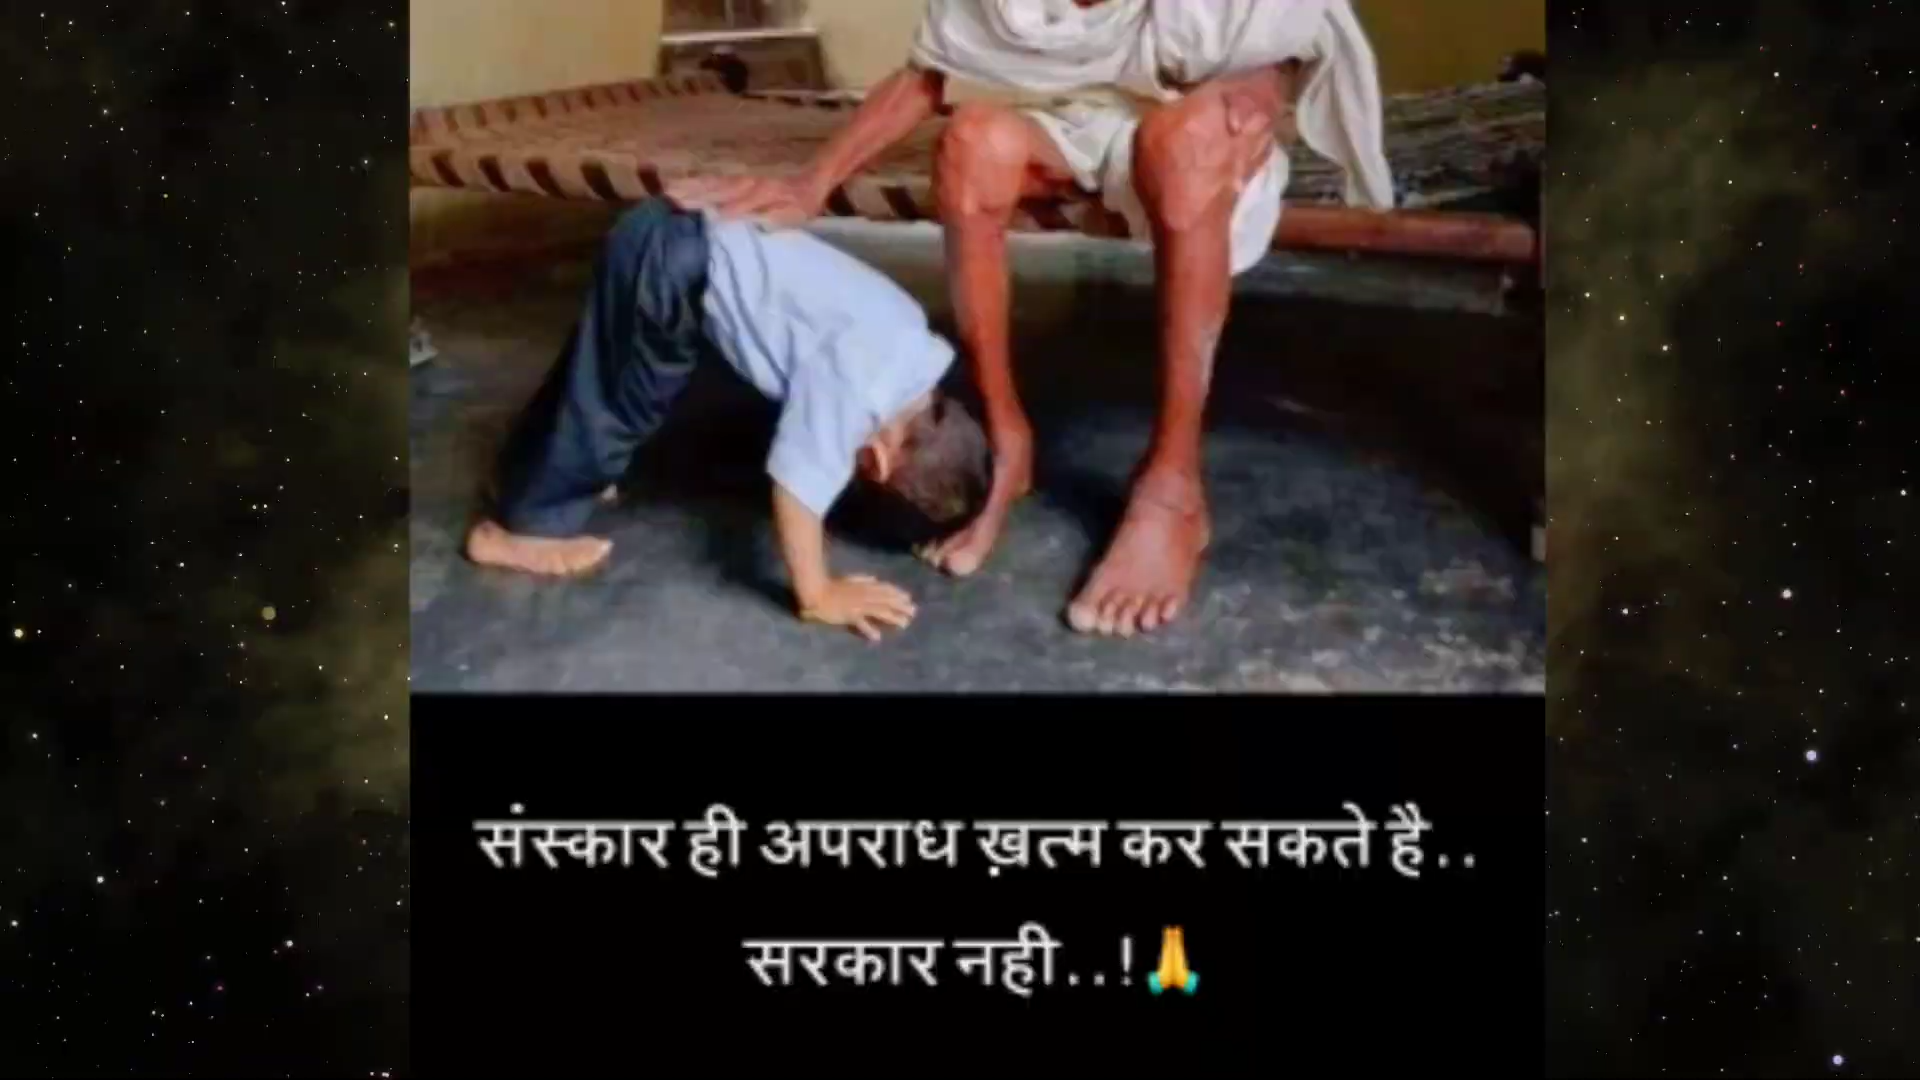 संस्कार ही अपराध ख़त्म कर सकते है..
सरकार नही..!🙏